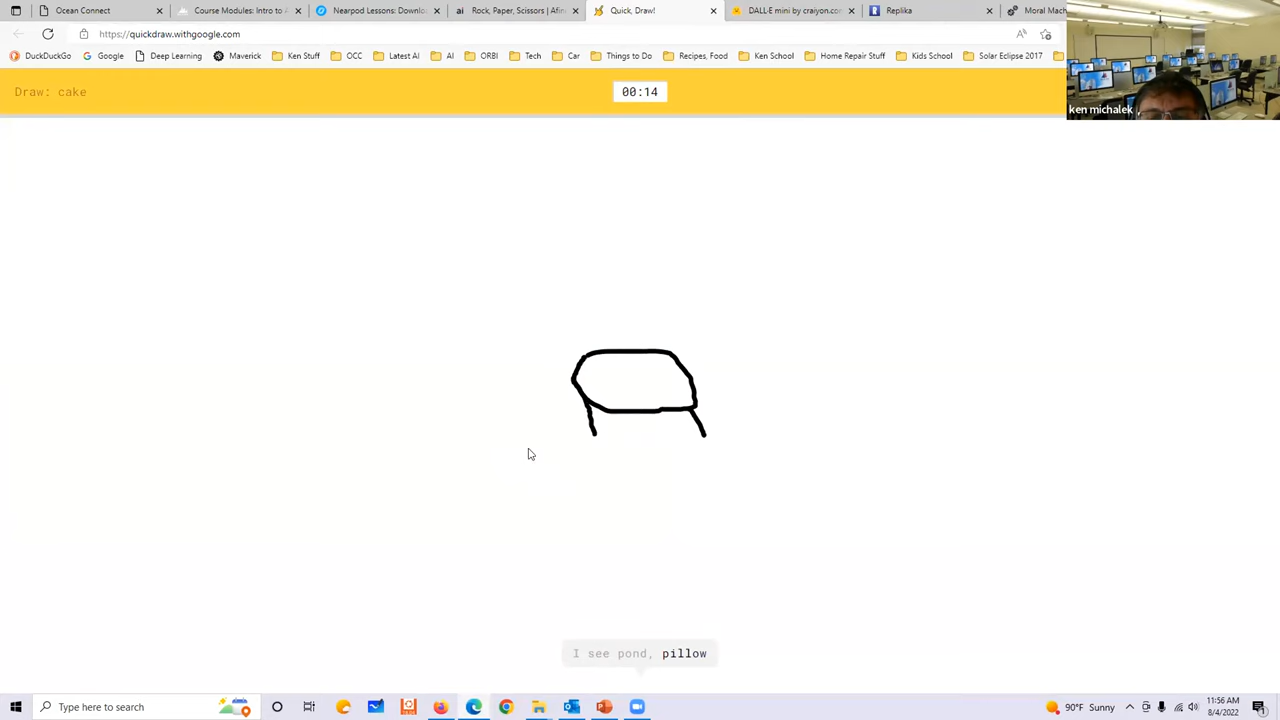 Ocean Connect
Course Modules: Intro to A
Nearpod Lessons: Downlo
Rock, Paper, Scissors | Afin
Quick, Draw!
DALL·E mini by craiyon.com
Replika
Moral Mach
https://quickdraw.withgoogle.com
DuckDuckGo
Google
Deep Learning
Maverick
Ken Stuff
OCC
Latest AI
AI
ORBI
Tech
Car
Things to Do
Recipes, Food
Ken School
Home Repair Stuff
Kids School
Solar Eclipse 2017
Draw: cake
00:14
ken michalek
I see pond, pillow
Type here to search
90°F Sunny
11:56 AM
8/4/2022